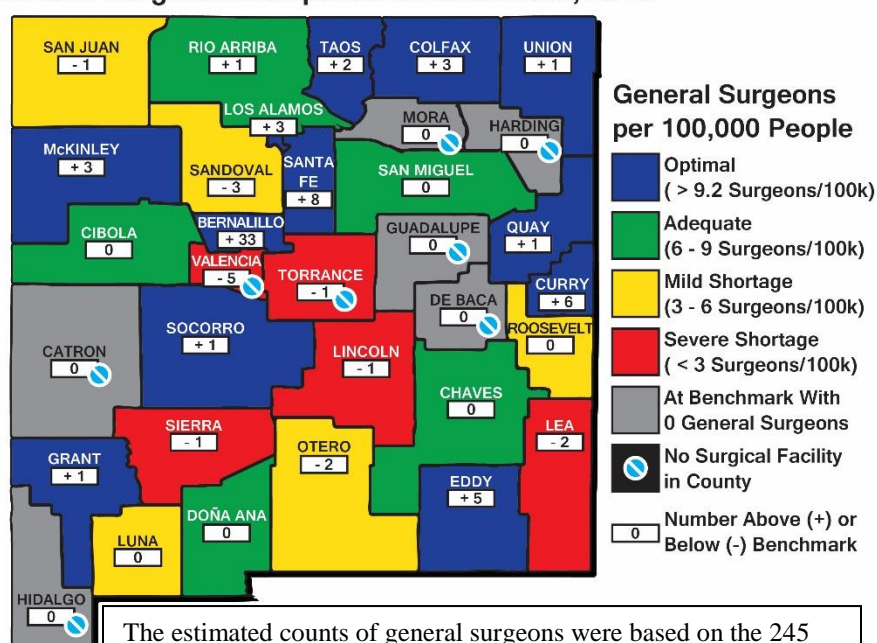 SAN JUAN
- 1
RIO ARRIBA
+ 1
TAOS
+ 2
COLFAX
+ 3
UNION
+ 1
LOS ALAMOS
+ 3
MORA
0
HARDING
0
McKINLEY
+ 3
SANDOVAL
- 3
SANTA
FE
+ 8
SAN MIGUEL
0
BERNALILLO
+ 33
CIBOLA
0
GUADALUPE
0
QUAY
+ 1
VALENCIA
- 5
TORRANCE
- 1
CURRY
+ 6
DE BACA
0
ROOSEVELT
0
SOCORRO
+ 1
CATRON
0
LINCOLN
- 1
CHAVES
0
SIERRA
- 1
LEA
- 2
OTERO
- 2
GRANT
+ 1
EDDY
+ 5
DOÑA ANA
0
LUNA
0
HIDALGO
0
General Surgeons
per 100,000 People
Optimal
( > 9.2 Surgeons/100k)
Adequate
(6 - 9 Surgeons/100k)
Mild Shortage
(3 - 6 Surgeons/100k)
Severe Shortage
( < 3 Surgeons/100k)
At Benchmark With
0 General Surgeons
No Surgical Facility
in County
0
Number Above (+) or
Below (-) Benchmark
The estimated counts of general surgeons were based on the 245